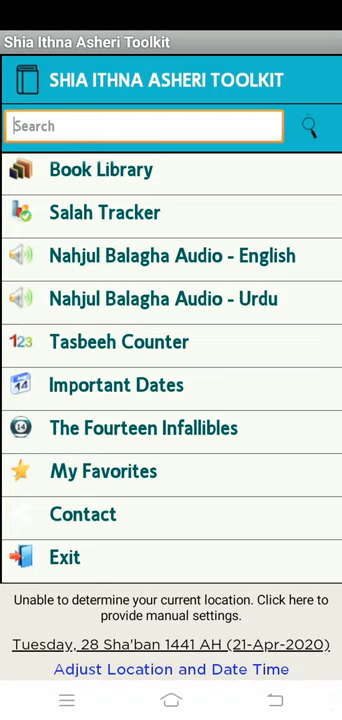 Shia Ithna Asheri Toolkit
SHIA ITHNA ASHERI TOOLKIT
Search
Book Library
Salah Tracker
Nahjul Balagha Audio - English
Nahjul Balagha Audio - Urdu
123 Tasbeeh Counter
14 Important Dates
14 The Fourteen Infallibles
My Favorites
Contact
Exit
Unable to determine your current location. Click here to
provide manual settings.
Tuesday, 28 Sha'ban 1441 AH (21-Apr-2020)
Adjust Location and Date Time